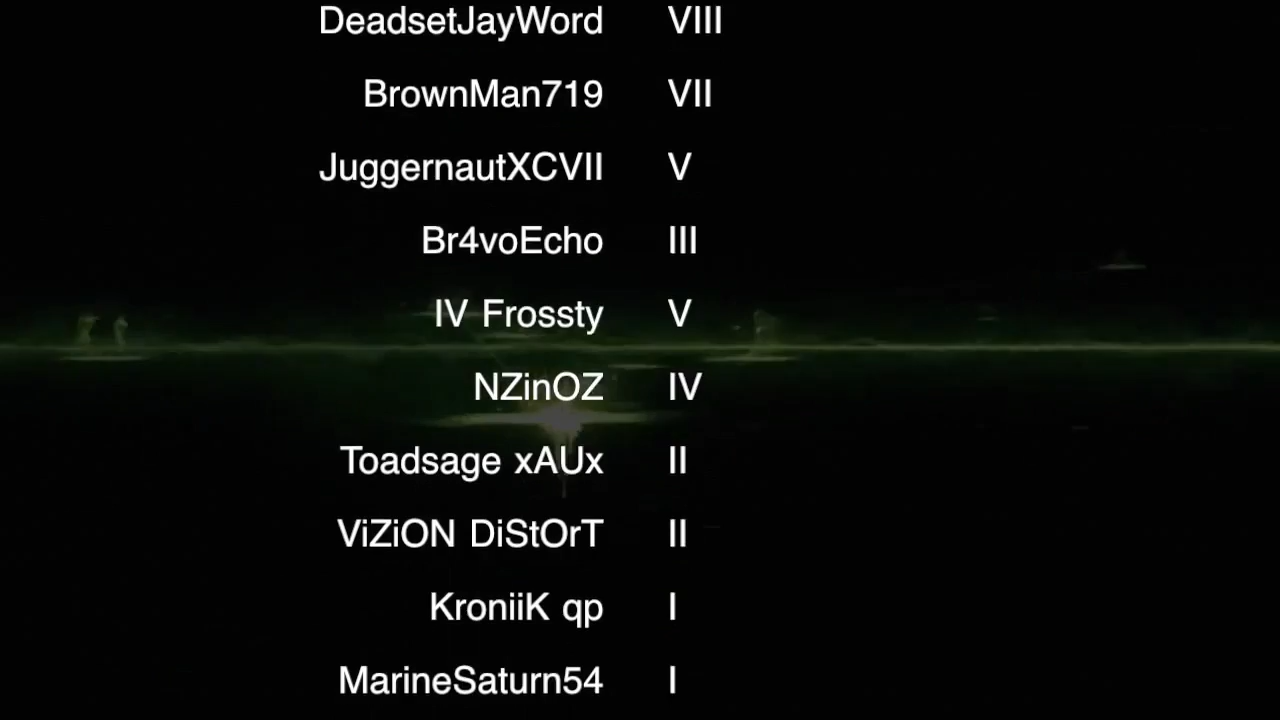 DeadsetJayWord VIII
BrownMan719 VII
JuggernautXCVII V
Br4voEcho III
IV Frossty V
NZinOZ IV
Toadsage xAUx II
ViZiON DiStOrT II
KroniiK qp I
MarineSaturn54 I